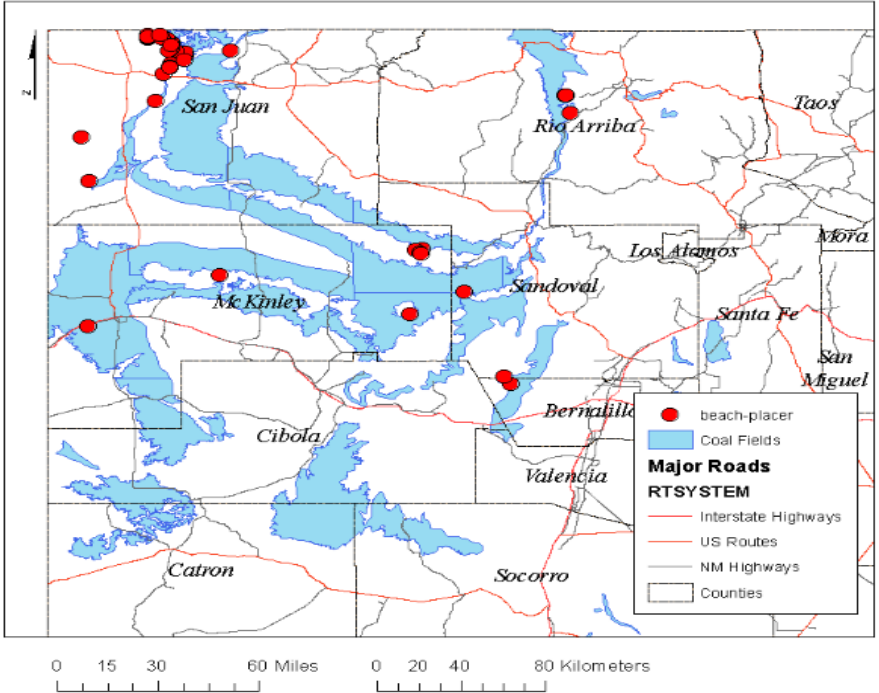 San Juan
Taos
Rio Arriba
Mora
Los Alamos
Sandoval
McKinley
Santa Fe
San
Miguel
Bernalillo
Cibola
Valencia
Catron
Socorro
beach-placer
Coal Fields
Major Roads
RTSYSTEM
Interstate Highways
US Routes
NM Highways
Counties
N
0 15 30 60 Miles
0 20 40 80 Kilometers